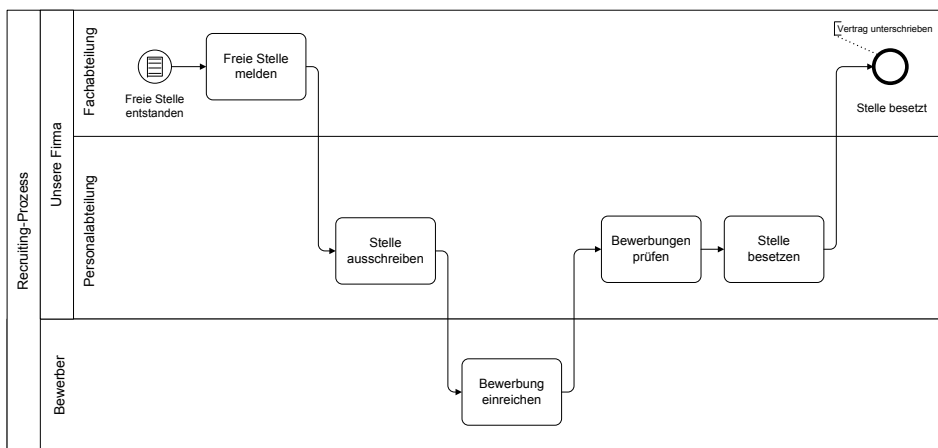 Recruiting-Prozess
Unsere Firma
Fachabteilung
Freie Stelle
entstanden
Freie Stelle
melden
Vertrag unterschrieben
Stelle besetzt
Personalabteilung
Stelle
ausschreiben
Bewerbungen
prüfen
Stelle
besetzen
Bewerber
Bewerbung
einreichen